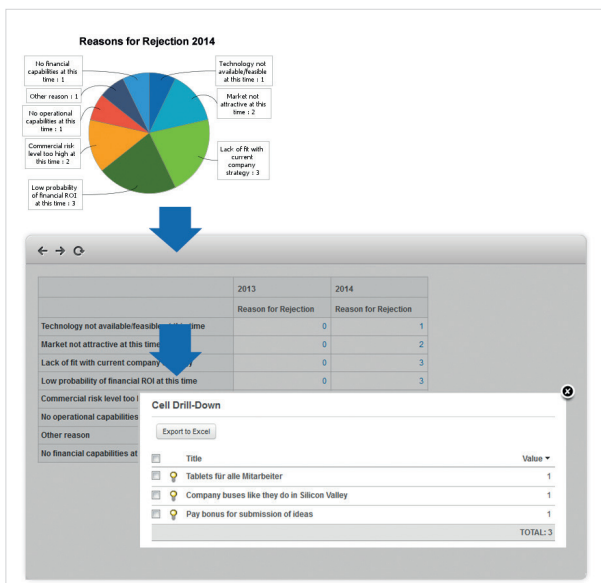 Reasons for Rejection 2014
No financial
capabilities at this
time : 1
Technology not
available/feasible
at this time : 1
Other reason : 1
Market not
attractive at this
time : 2
No operational
capabilities at this
time : 1
Commercial risk
level too high at
this time : 2
Lack of fit with
current
company
strategy : 3
Low probability
of financial ROI
at this time : 3
2013 2014
Reason for Rejection Reason for Rejection
Technology not available/feasible this time 0 1
Market not attractive at this time 0 2
Lack of fit with current company 0 3
Low probability of financial ROI at this time 0 3
Commercial risk level too
No operational capabilities
Other reason
No financial capabilities at
Cell Drill-Down
Export to Excel
Title Value
Tablets für alle Mitarbeiter 1
Company buses like they do in Silicon Valley 1
Pay bonus for submission of ideas 1
TOTAL: 3